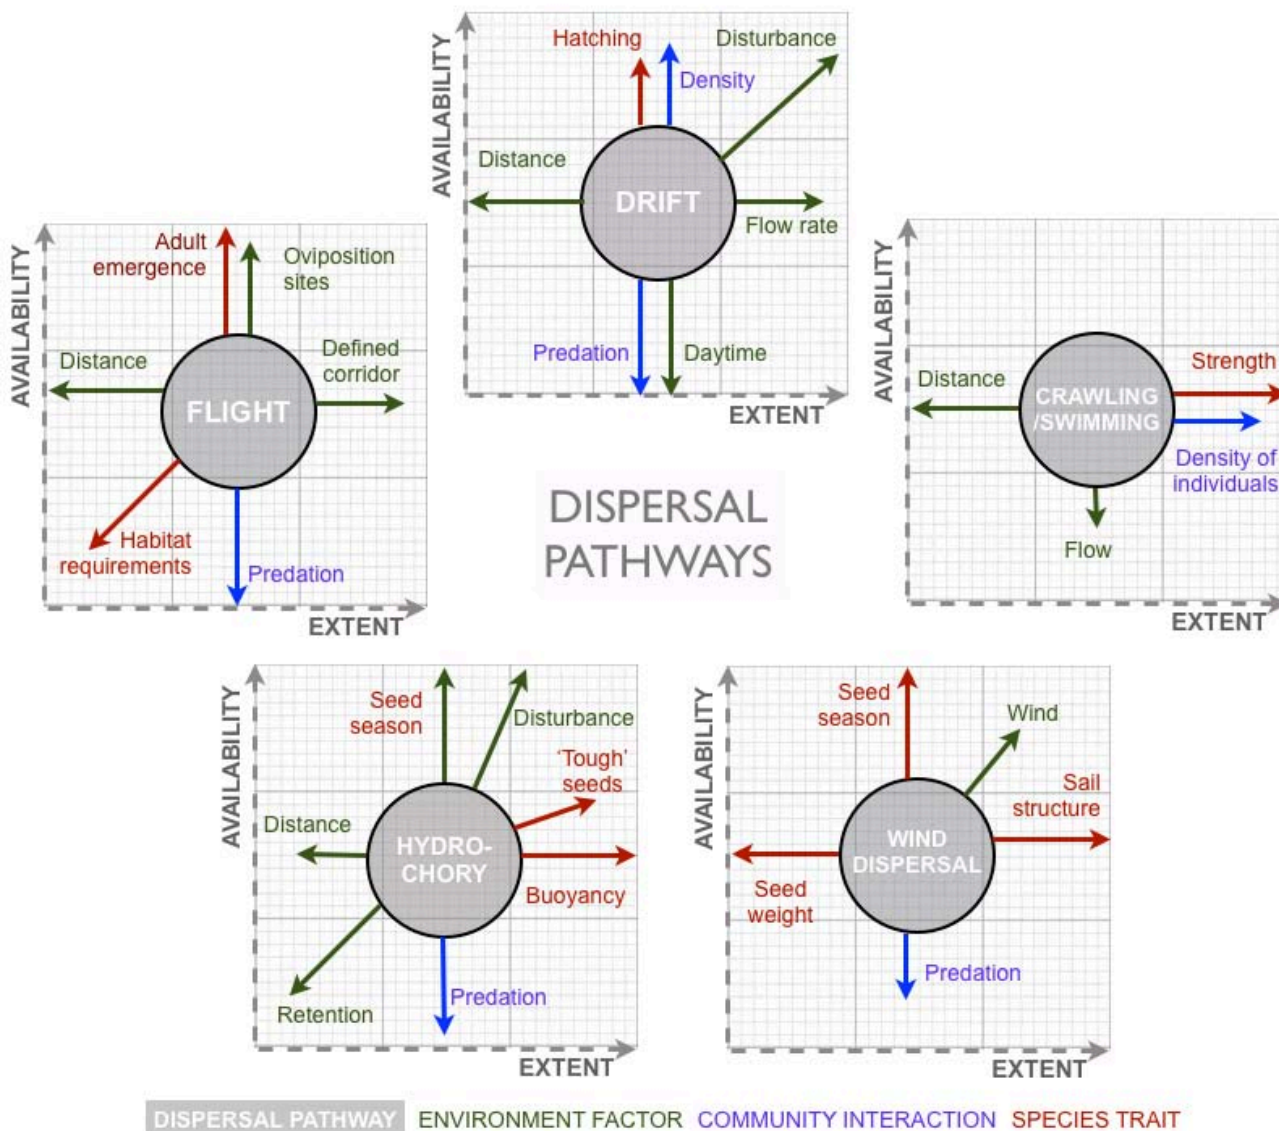 AVAILABILITY
Hatching
Disturbance
Density
Distance
DRIFT
Flow rate
Predation
Daytime
EXTENT
AVAILABILITY
Adult
emergence
Oviposition
sites
Distance
Defined
corridor
FLIGHT
Habitat
requirements
Predation
EXTENT
AVAILABILITY
Distance
Strength
CRAWLING
/SWIMMING
Density of
individuals
Flow
EXTENT
DISPERSAL
PATHWAYS
AVAILABILITY
Seed
season
Disturbance
'Tough'
seeds
Distance
HYDRO-
CHORY
Buoyancy
Retention
Predation
EXTENT
AVAILABILITY
Seed
season
Wind
Sail
structure
WIND
DISPERSAL
Seed
weight
Predation
EXTENT
DISPERSAL PATHWAY ENVIRONMENT FACTOR COMMUNITY INTERACTION SPECIES TRAIT